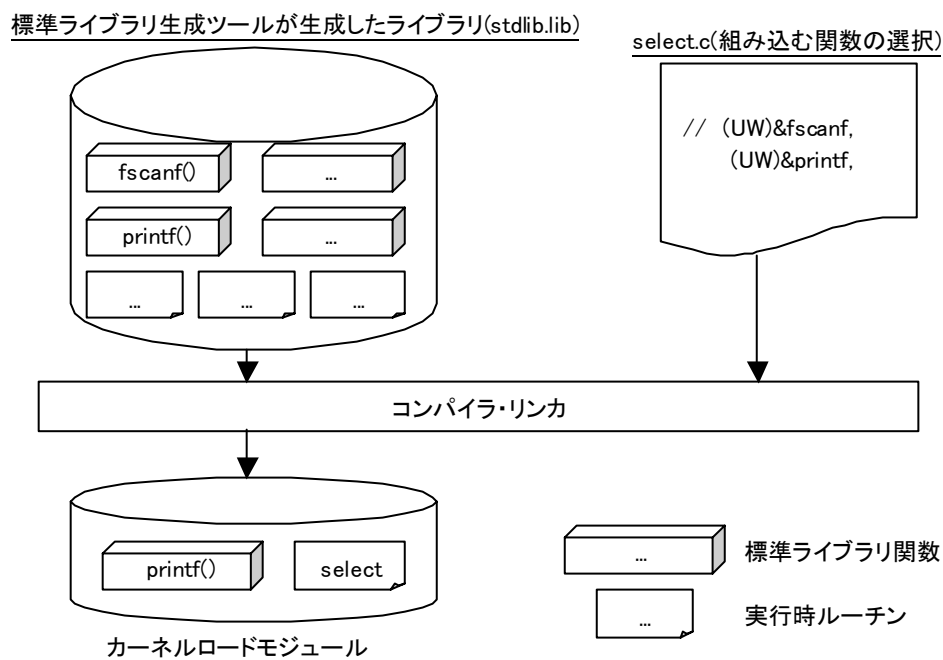 標準ライブラリ生成ツールが生成したライブラリ(stdlib.lib)
select.c(組み込む関数の選択)
// (UW)&fscanf,
(UW)&printf,
fscanf()
...
printf()
...
...
...
...
コンパイラ・リンカ
printf()
select
カーネルロードモジュール
...
標準ライブラリ関数
...
実行時ルーチン